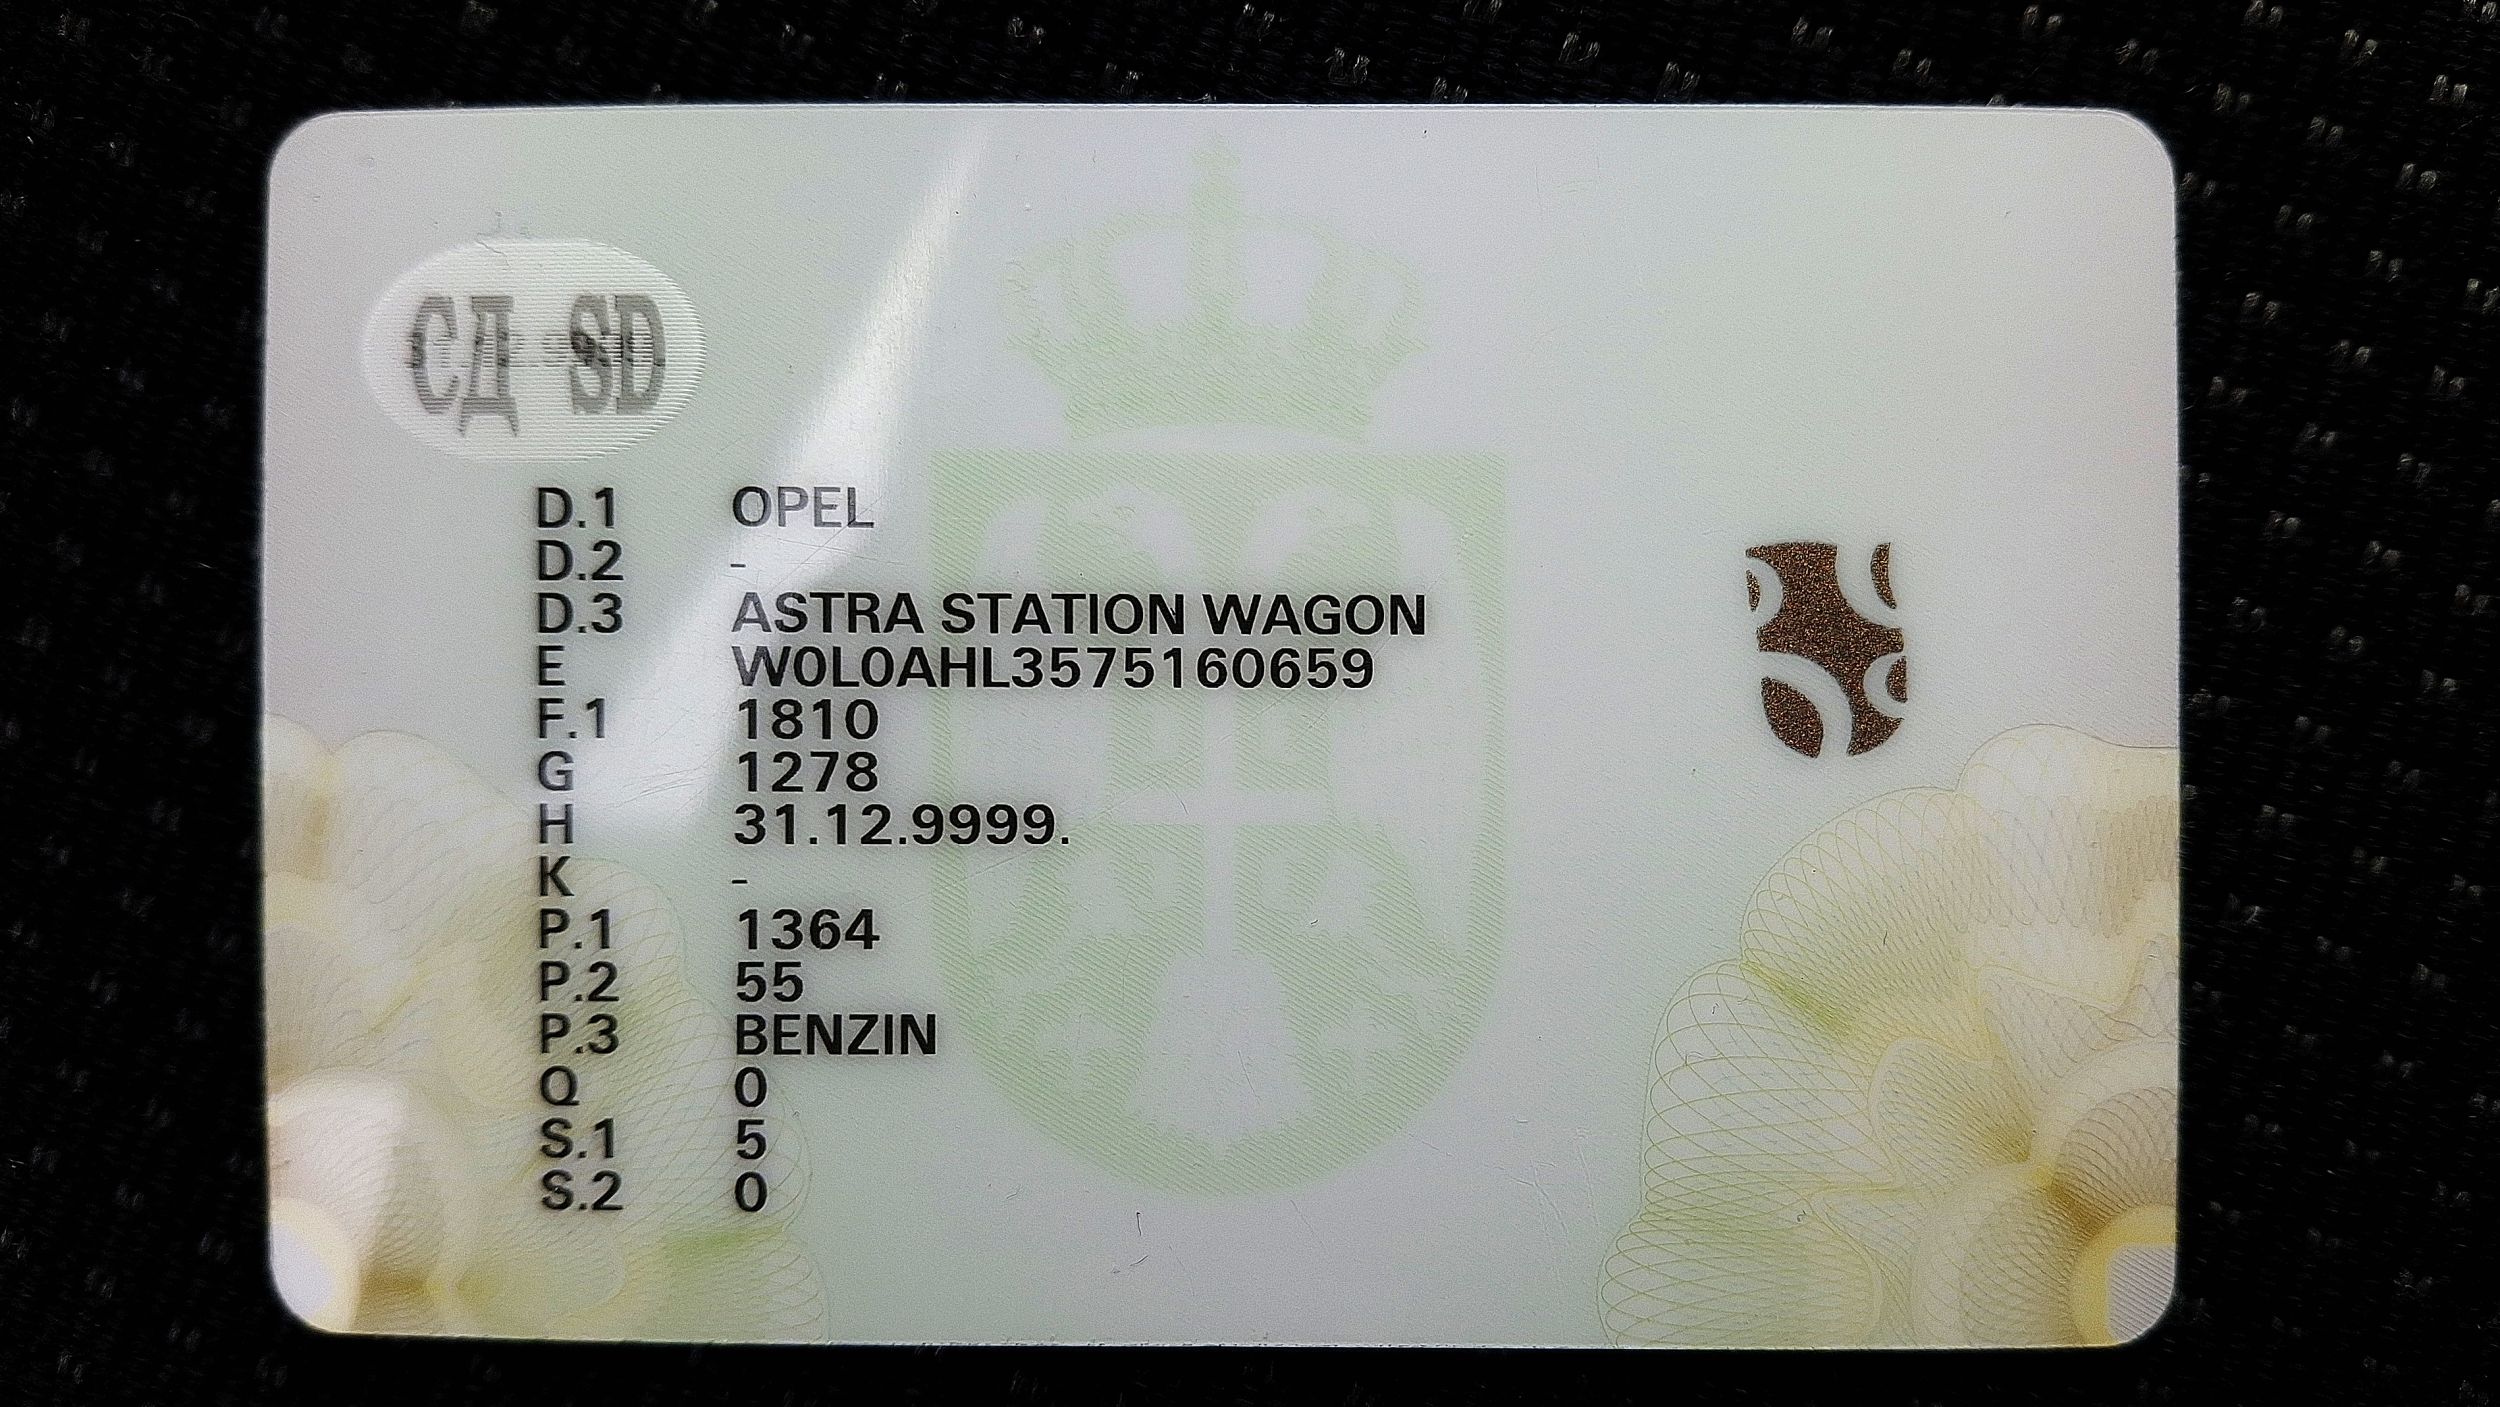 СД SD
D.1 OPEL
D.2 -
D.3 ASTRA STATION WAGON
E W0L0AHL3575160659
F.1 1810
G 1278
H 31.12.9999.
K -
P.1 1364
P.2 55
P.3 BENZIN
Q 0
S.1 5
S.2 0